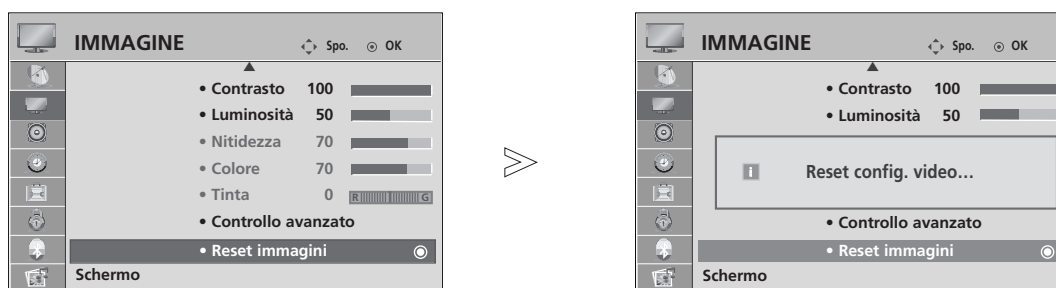 IMMAGINE Spo. OK
• Contrasto 100
• Luminosità 50
• Nitidezza 70
• Colore 70
• Tinta 0 R G
• Controllo avanzato
• Reset immagini
Schermo
IMMAGINE Spo. OK
• Contrasto 100
• Luminosità 50
i Reset config. video...
• Controllo avanzato
• Reset immagini
Schermo